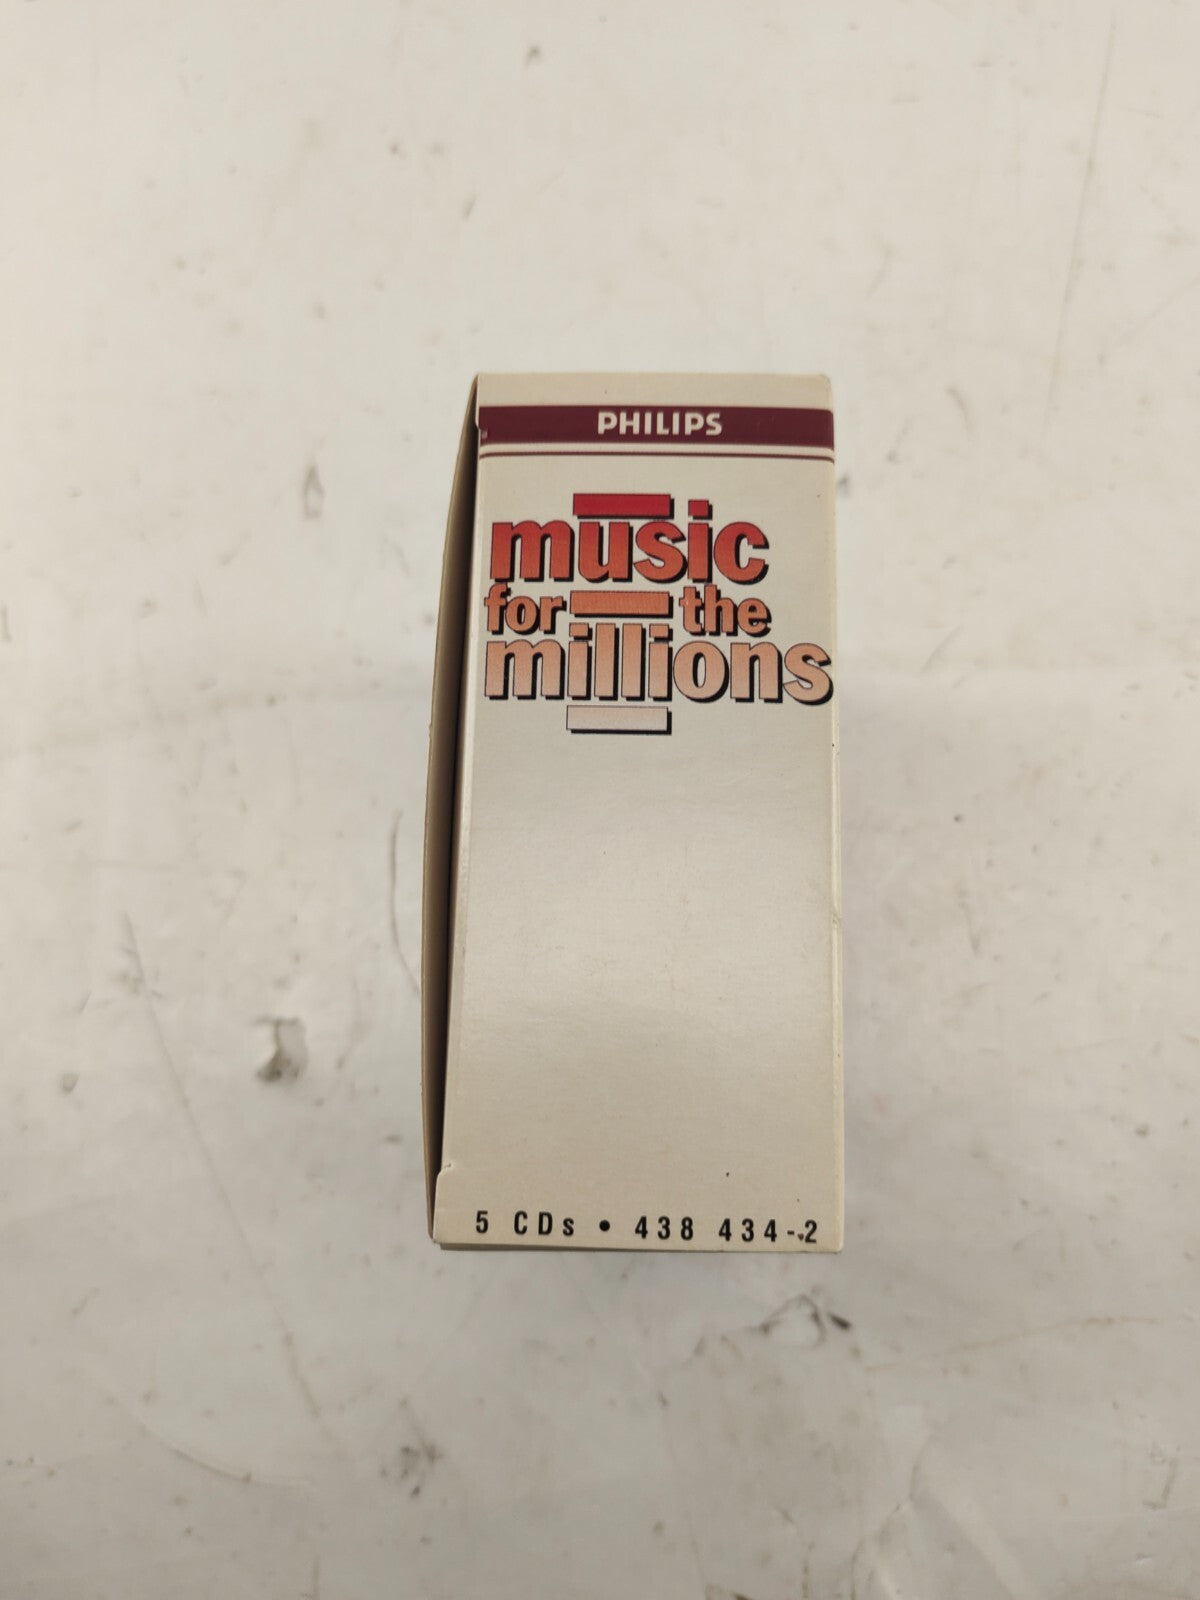 PHILIPS
music
for the
millions
5 CDs • 438 434-2